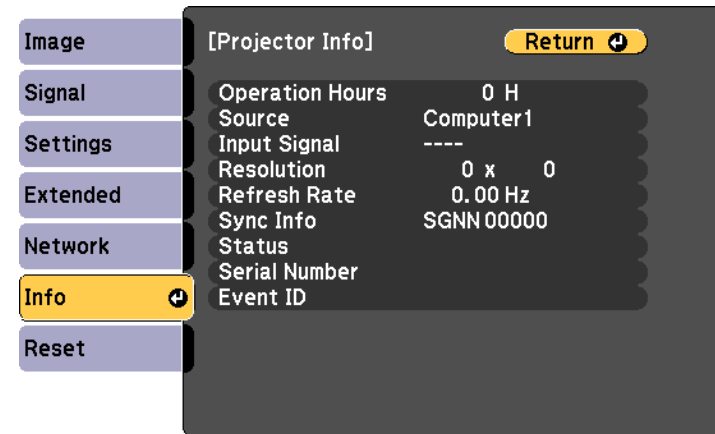 Image
Signal
Settings
Extended
Network
Info
Reset
[Projector Info]
Return
Operation Hours 0 H
Source Computer1
Input Signal ----
Resolution 0 x 0
Refresh Rate 0.00 Hz
Sync Info SGNN 00000
Status
Serial Number
Event ID